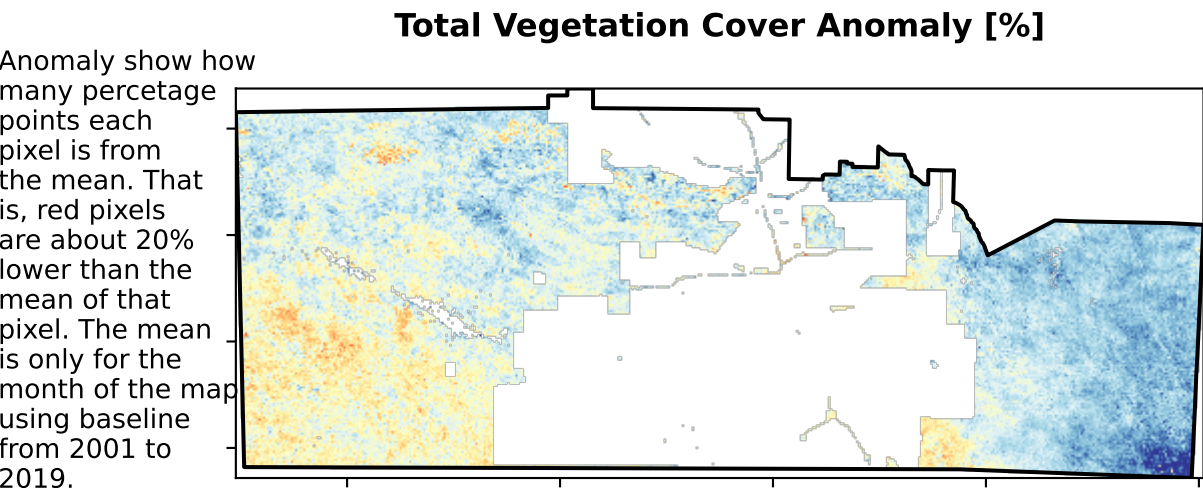 Total Vegetation Cover Anomaly [%]
Anomaly show how
many percetage
points each
pixel is from
the mean. That
is, red pixels
are about 20%
lower than the
mean of that
pixel. The mean
is only for the
month of the map
using baseline
from 2001 to
2019.